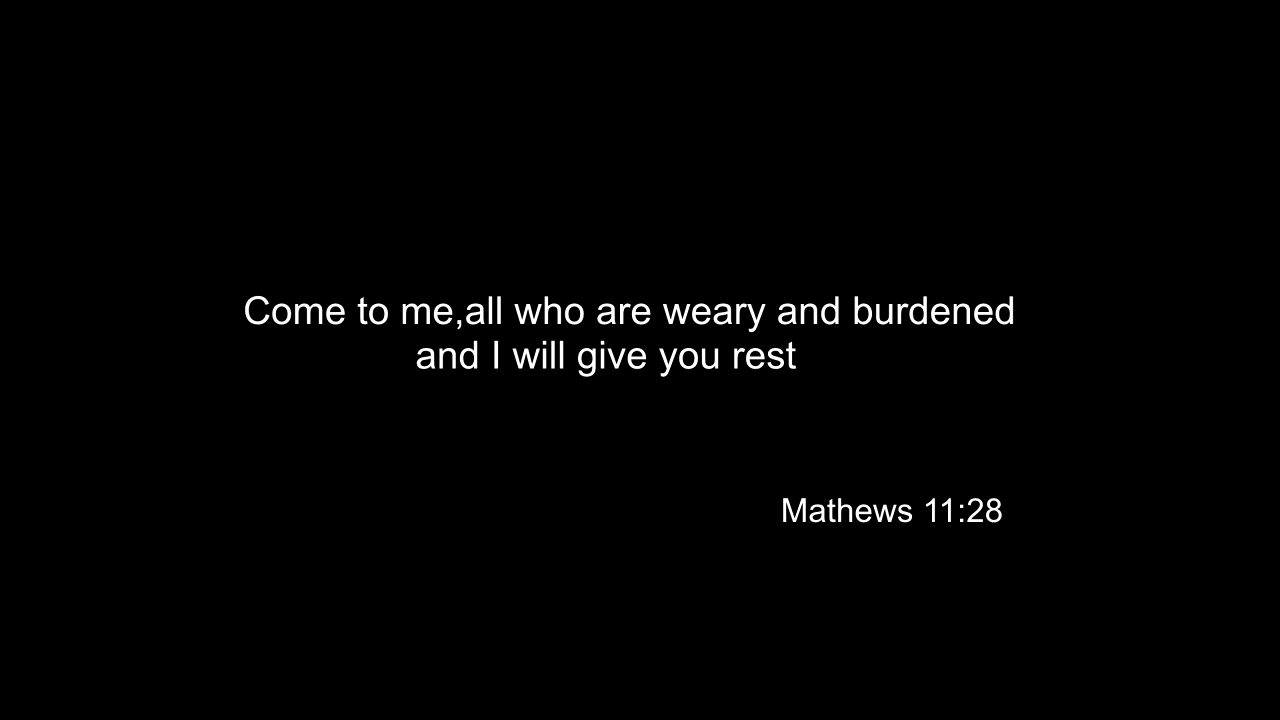 Come to me,all who are weary and burdened
and I will give you rest
Mathews 11:28